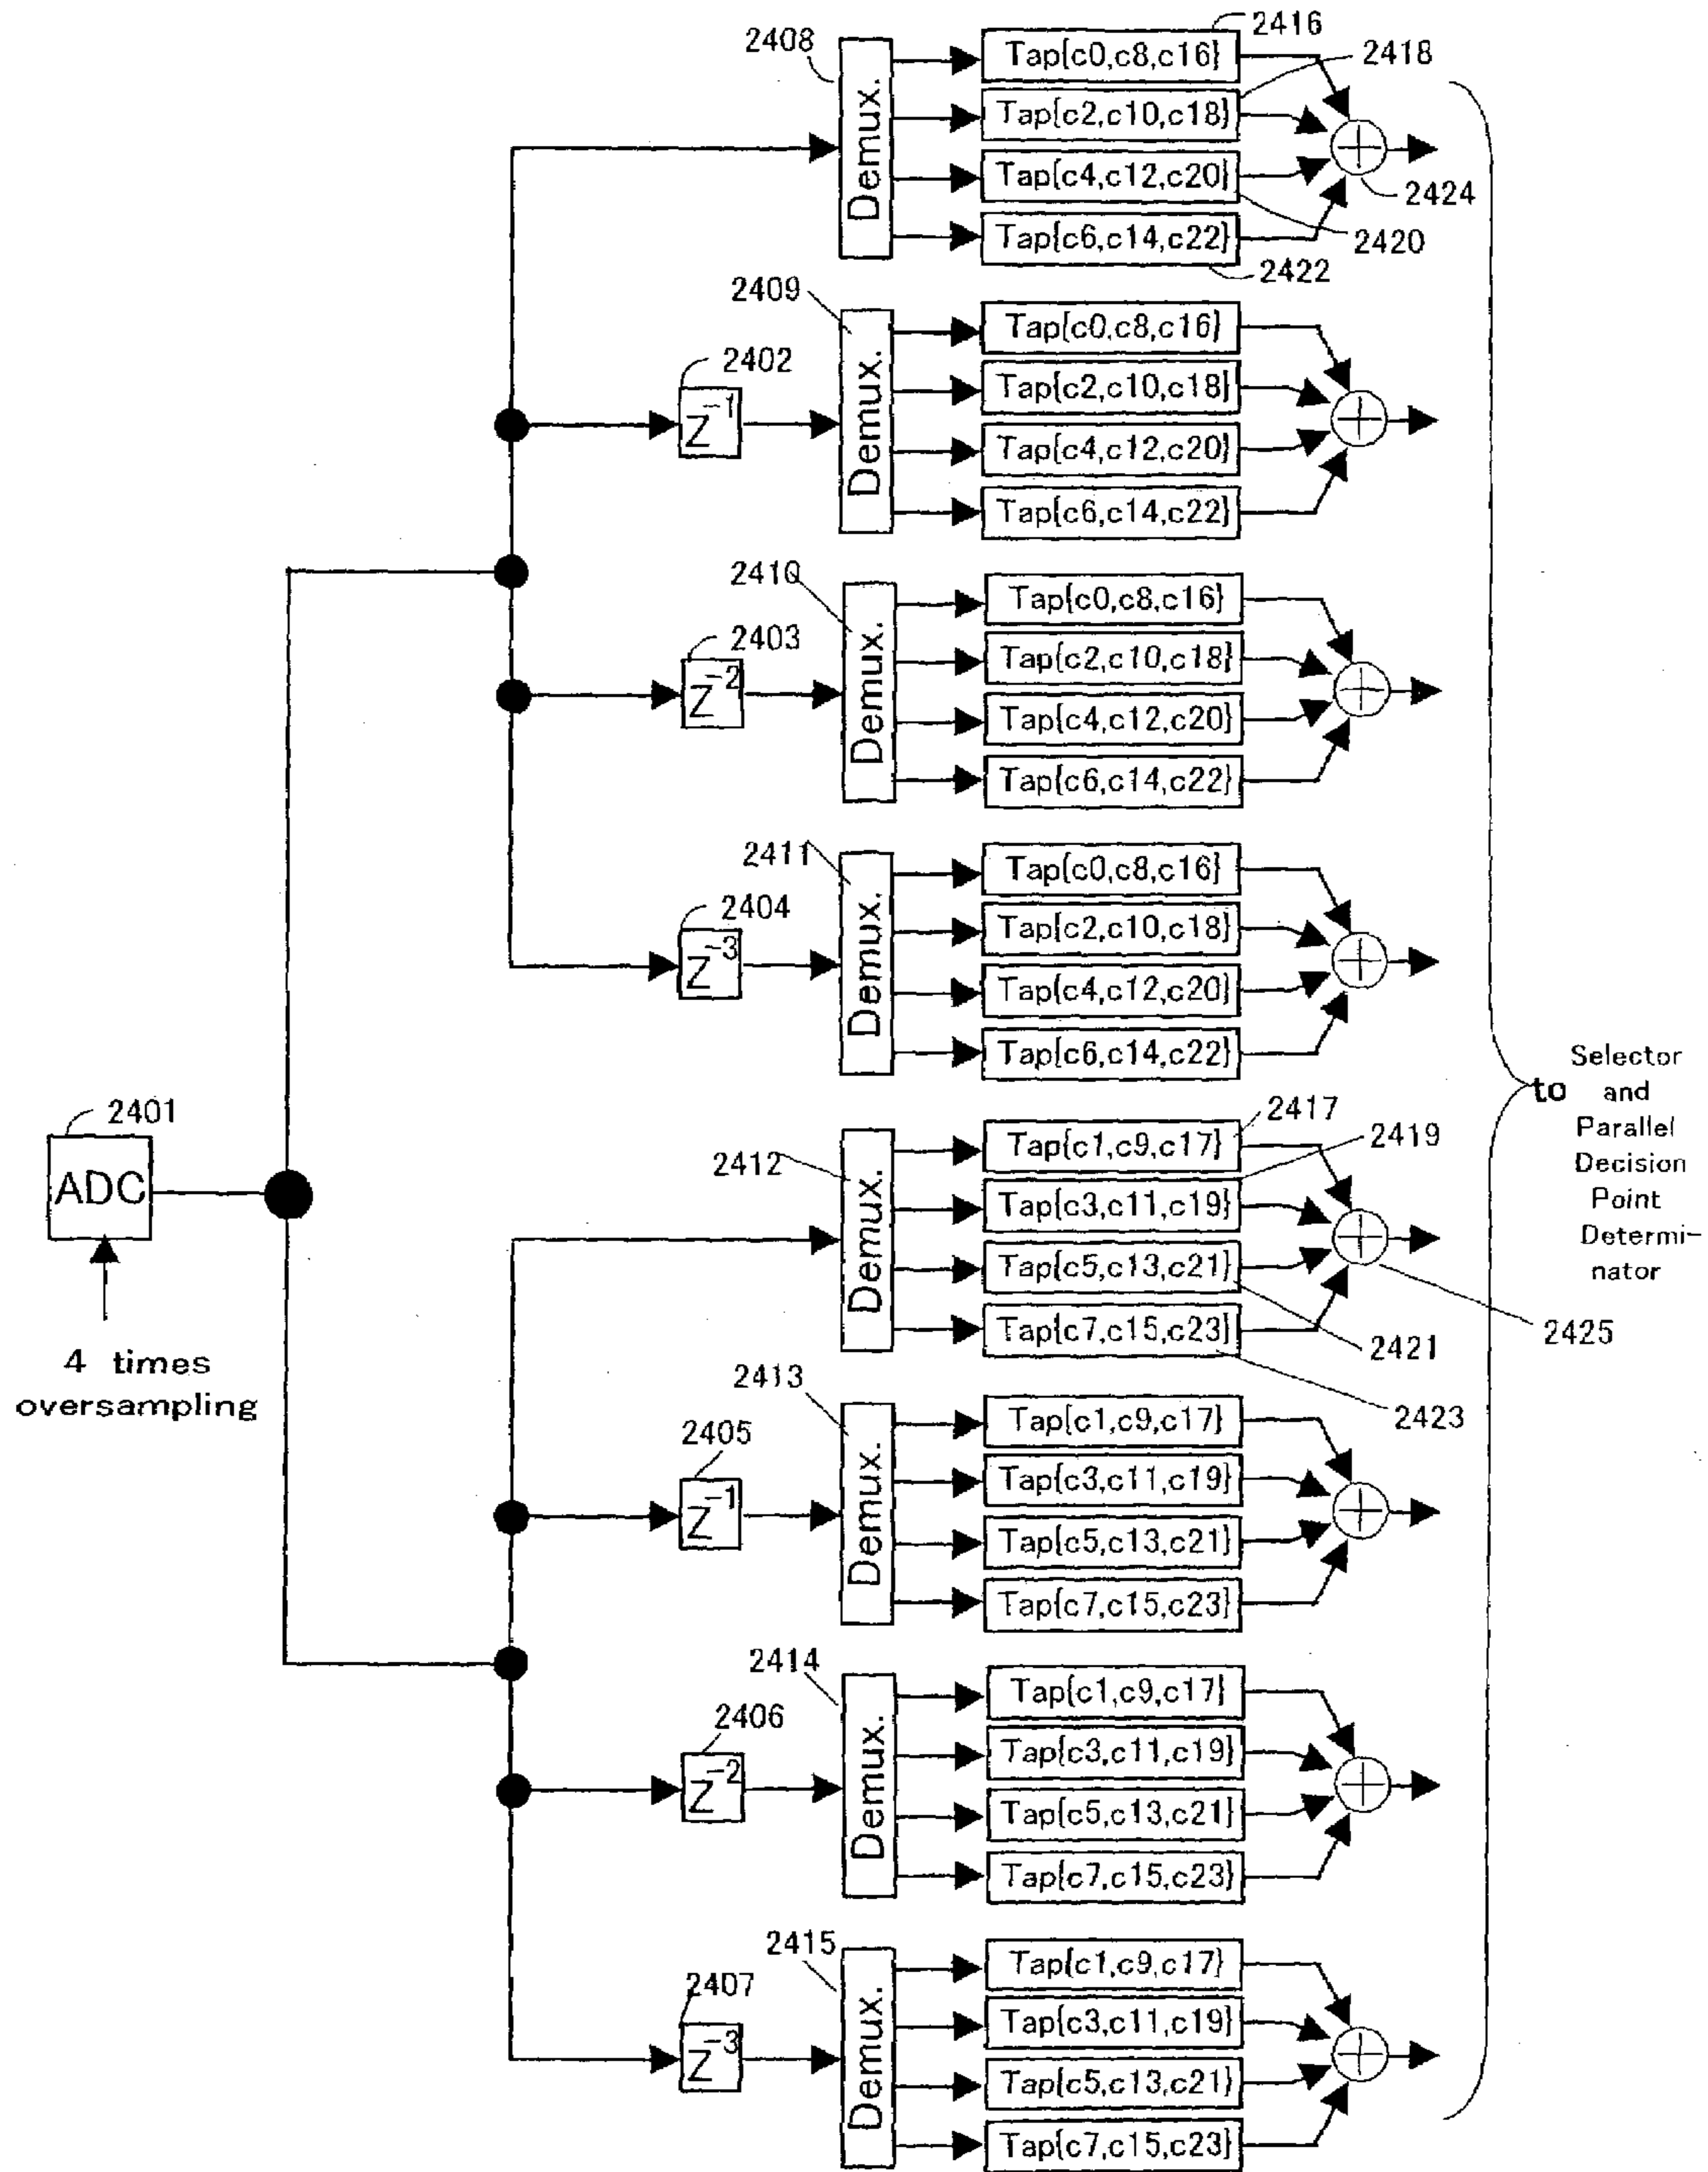 2416
2408
Tap{c0,c8,c16}
2418
Tap{c2,c10,c18}
Demux.
Tap{c4,c12,c20}
2424
Tap{c6,c14,c22}
2420
2422
2409
Tap{c0,c8,c16}
2402
Tap{c2,c10,c18}
Z⁻¹
Demux.
Tap{c4,c12,c20}
Tap{c6,c14,c22}
2410
Tap{c0,c8,c16}
2403
Tap{c2,c10,c18}
Z⁻²
Demux.
Tap{c4,c12,c20}
Tap{c6,c14,c22}
2411
Tap{c0,c8,c16}
2404
Tap{c2,c10,c18}
Z⁻³
Demux.
Tap{c4,c12,c20}
Tap{c6,c14,c22}
to
Selector
and
Parallel
Decision
Point
Determi-
nator
2401
ADC
4 times
oversampling
2417
2412
Tap{c1,c9,c17}
2419
Tap{c3,c11,c19}
Demux.
Tap{c5,c13,c21}
2425
Tap{c7,c15,c23}
2421
2423
2413
Tap{c1,c9,c17}
2405
Tap{c3,c11,c19}
Z⁻¹
Demux.
Tap{c5,c13,c21}
Tap{c7,c15,c23}
2414
Tap{c1,c9,c17}
2406
Tap{c3,c11,c19}
Z⁻²
Demux.
Tap{c5,c13,c21}
Tap{c7,c15,c23}
2415
Tap{c1,c9,c17}
2407
Tap{c3,c11,c19}
Z⁻³
Demux.
Tap{c5,c13,c21}
Tap{c7,c15,c23}